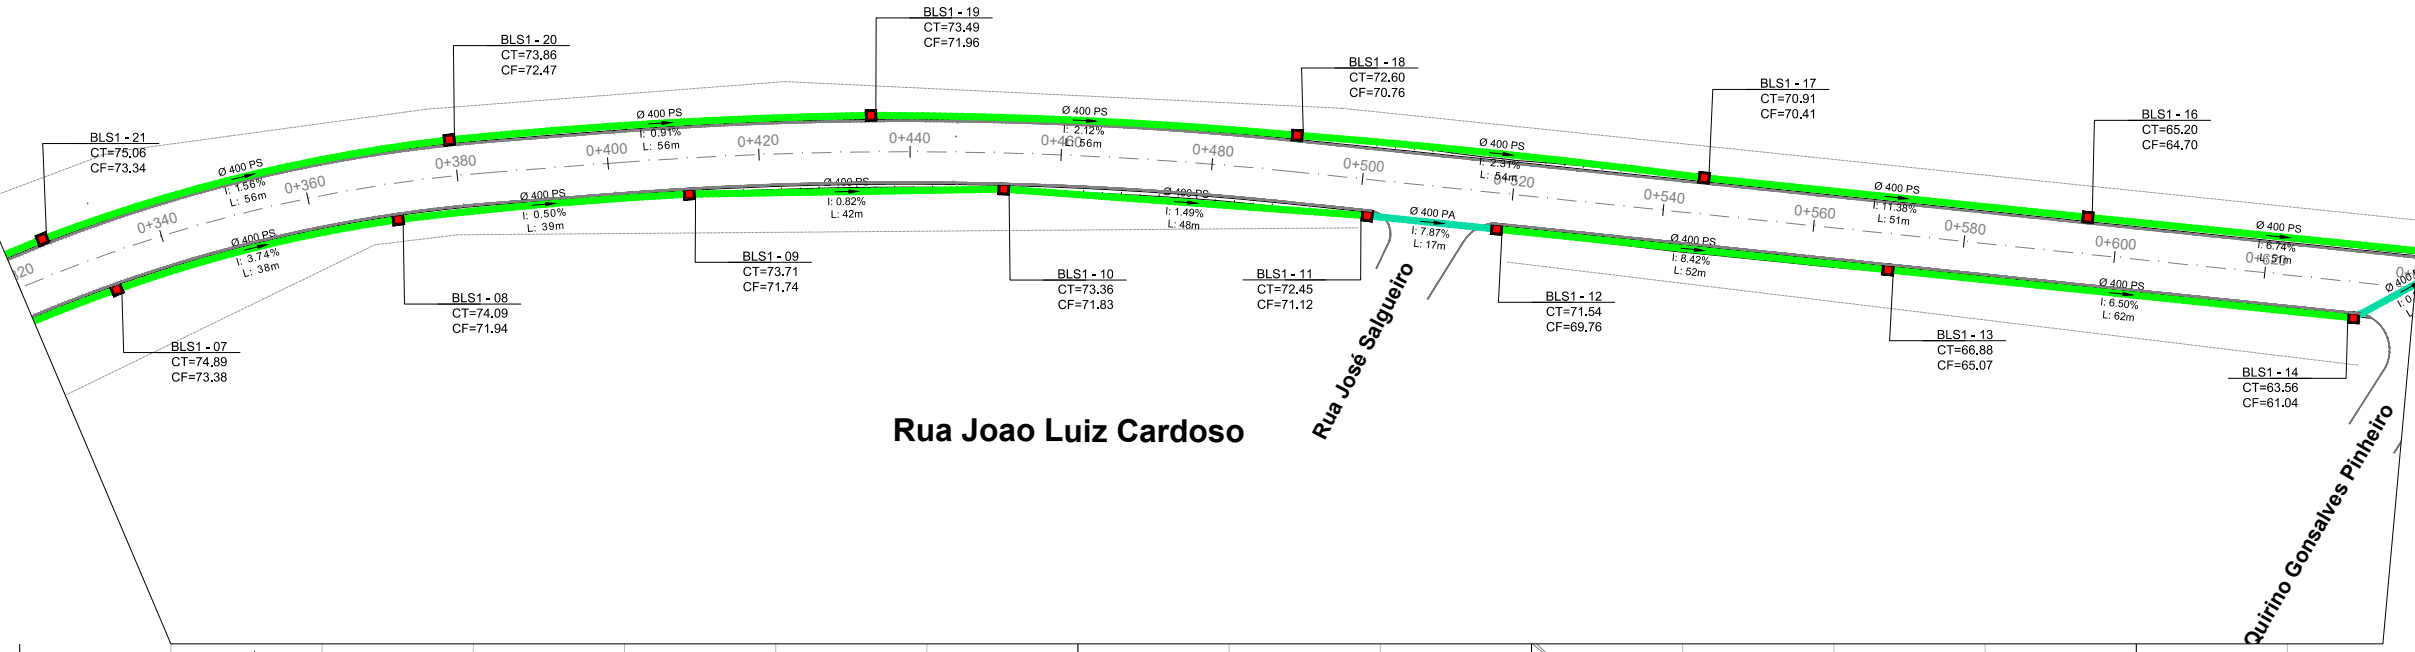 BLS1 - 19
CT=73.49
CF=71.96
BLS1 - 20
CT=73.86
CF=72.47
BLS1 - 18
CT=72.60
CF=70.76
BLS1 - 17
CT=70.91
CF=70.41
BLS1 - 16
CT=65.20
CF=64.70
BLS1 - 21
CT=75.06
CF=73.34
Ø 400 PS
I: 1.56%
L: 56m
Ø 400 PS
I: 0.91%
L: 56m
Ø 400 PS
I: 2.12%
L: 56m
Ø 400 PS
I: 2.31%
L: 54m
Ø 400 PS
I: 11.38%
L: 51m
Ø 400 PS
I: 6.74%
L: 51m
0+340
0+360
0+380
0+400
0+420
0+440
0+460
0+480
0+500
0+520
0+540
0+560
0+580
0+600
0+620
Ø 400 PS
I: 3.74%
L: 38m
Ø 400 PS
I: 0.50%
L: 39m
Ø 400 PS
I: 0.82%
L: 42m
Ø 400 PS
I: 1.49%
L: 48m
Ø 400 PA
I: 7.87%
L: 17m
Ø 400 PS
I: 8.42%
L: 52m
Ø 400 PS
I: 6.50%
L: 62m
Ø 400
BLS1 - 07
CT=74.89
CF=73.38
BLS1 - 08
CT=74.09
CF=71.94
BLS1 - 09
CT=73.71
CF=71.74
BLS1 - 10
CT=73.36
CF=71.83
BLS1 - 11
CT=72.45
CF=71.12
BLS1 - 12
CT=71.54
CF=69.76
BLS1 - 13
CT=66.88
CF=65.07
BLS1 - 14
CT=63.56
CF=61.04
Rua Joao Luiz Cardoso
Rua José Salgueiro
Quirino Gonsalves Pinheiro